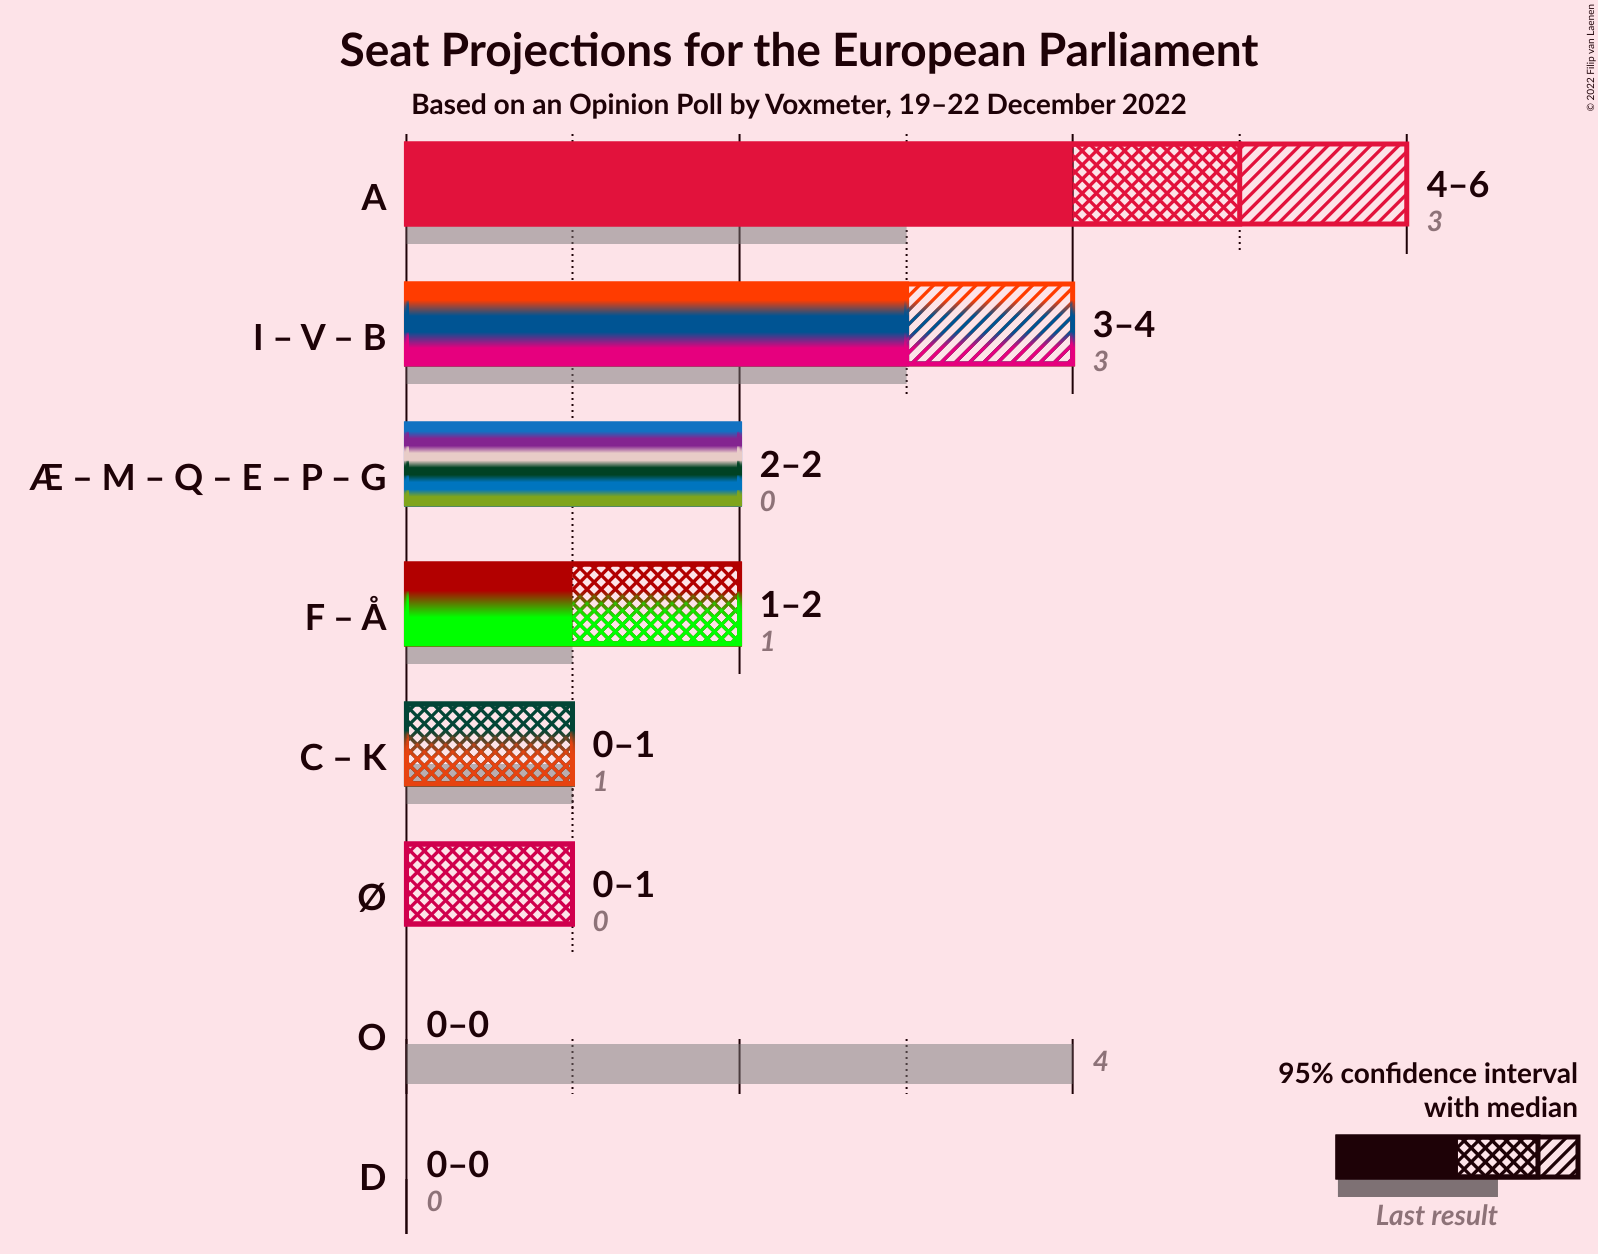 Seat Projections for the European Parliament
Based on an Opinion Poll by Voxmeter, 19–22 December 2022
© 2022 Filip van Laenen
A
4–6
3
I – V – B
3–4
3
Æ – M – Q – E – P – G
2–2
0
F – Å
1–2
1
C – K
0–1
1
Ø
0–1
0
O
0–0
4
D
0–0
0
95% confidence interval
with median
Last result